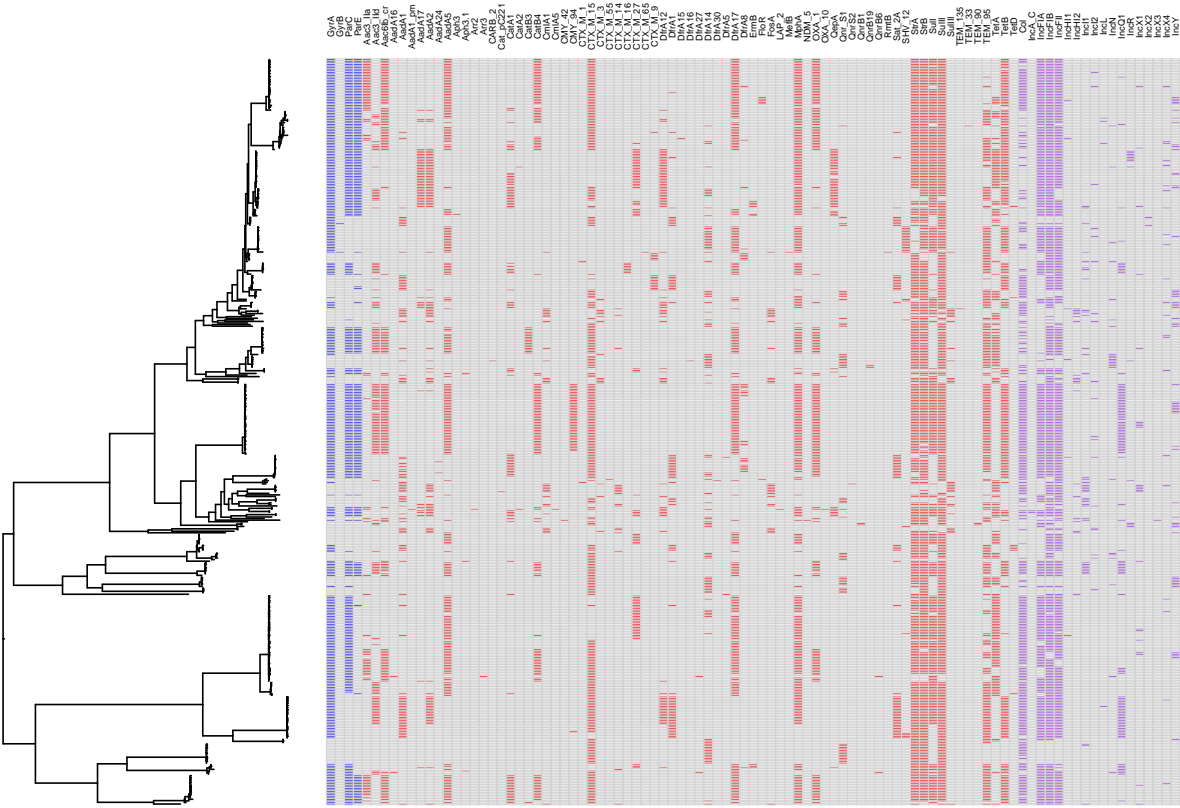 GyrA
GyrB
ParC
ParE
Aac3_IIa
Aac3_IId
Aac6Ib_cr
AadA16
AadA1
AadA1_pm
AadA17
AadA2
AadA24
AadA5
Aph3
Aph3.1
Arr2
Arr3
CARB_2
Cat_pC221
CatA1
CatA2
CatB3
CatB4
CmlA1
CmlA5
CMY_42
CMY_94
CTX_M_1
CTX_M_15
CTX_M_3
CTX_M_55
CTX_M_14
CTX_M_16
CTX_M_27
CTX_M_65
CTX_M_9
DfrA12
DfrA1
DfrA15
DfrA16
DfrA27
DfrA14
DfrA30
DfrA5
DfrA17
DfrA8
ErmB
FloR
FosA
LAP_2
MefB
MphA
NDM_5
OXA_1
OXA_10
QepA
Qnr_S1
QnrS2
QnrB1
QnrB19
QnrB6
RmtB
Sat_2A
SHV_12
StrA
StrB
SulI
SulII
SulIII
TEM_135
TEM_33
TEM_90
TEM_95
TetA
TetB
TetD
Col
IncA_C
IncFIA
IncFIB
IncFII
IncHI1
IncHI2
IncI1
IncI2
IncL
IncN
IncQ1
IncR
IncX1
IncX2
IncX3
IncX4
IncY